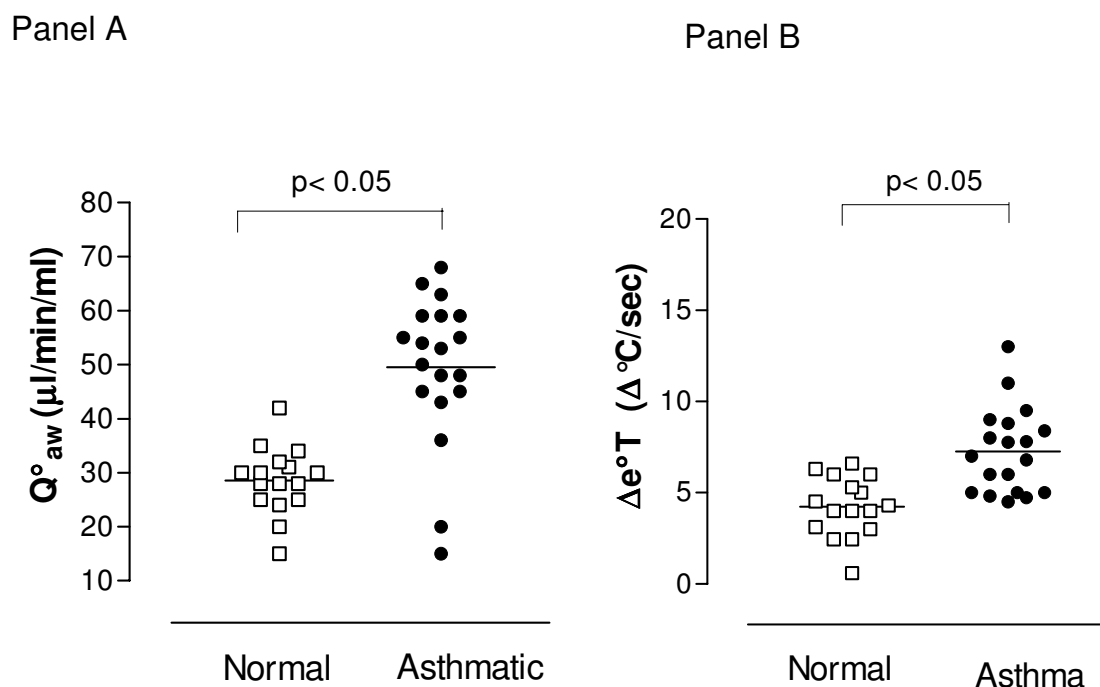 Panel A
p< 0.05
80
70
60
50
40
30
20
10
Q°aw (μl/min/ml)
Normal
Asthmatic
Panel B
p< 0.05
20
15
10
5
0
Δe°T (Δ°C/sec)
Normal
Asthma